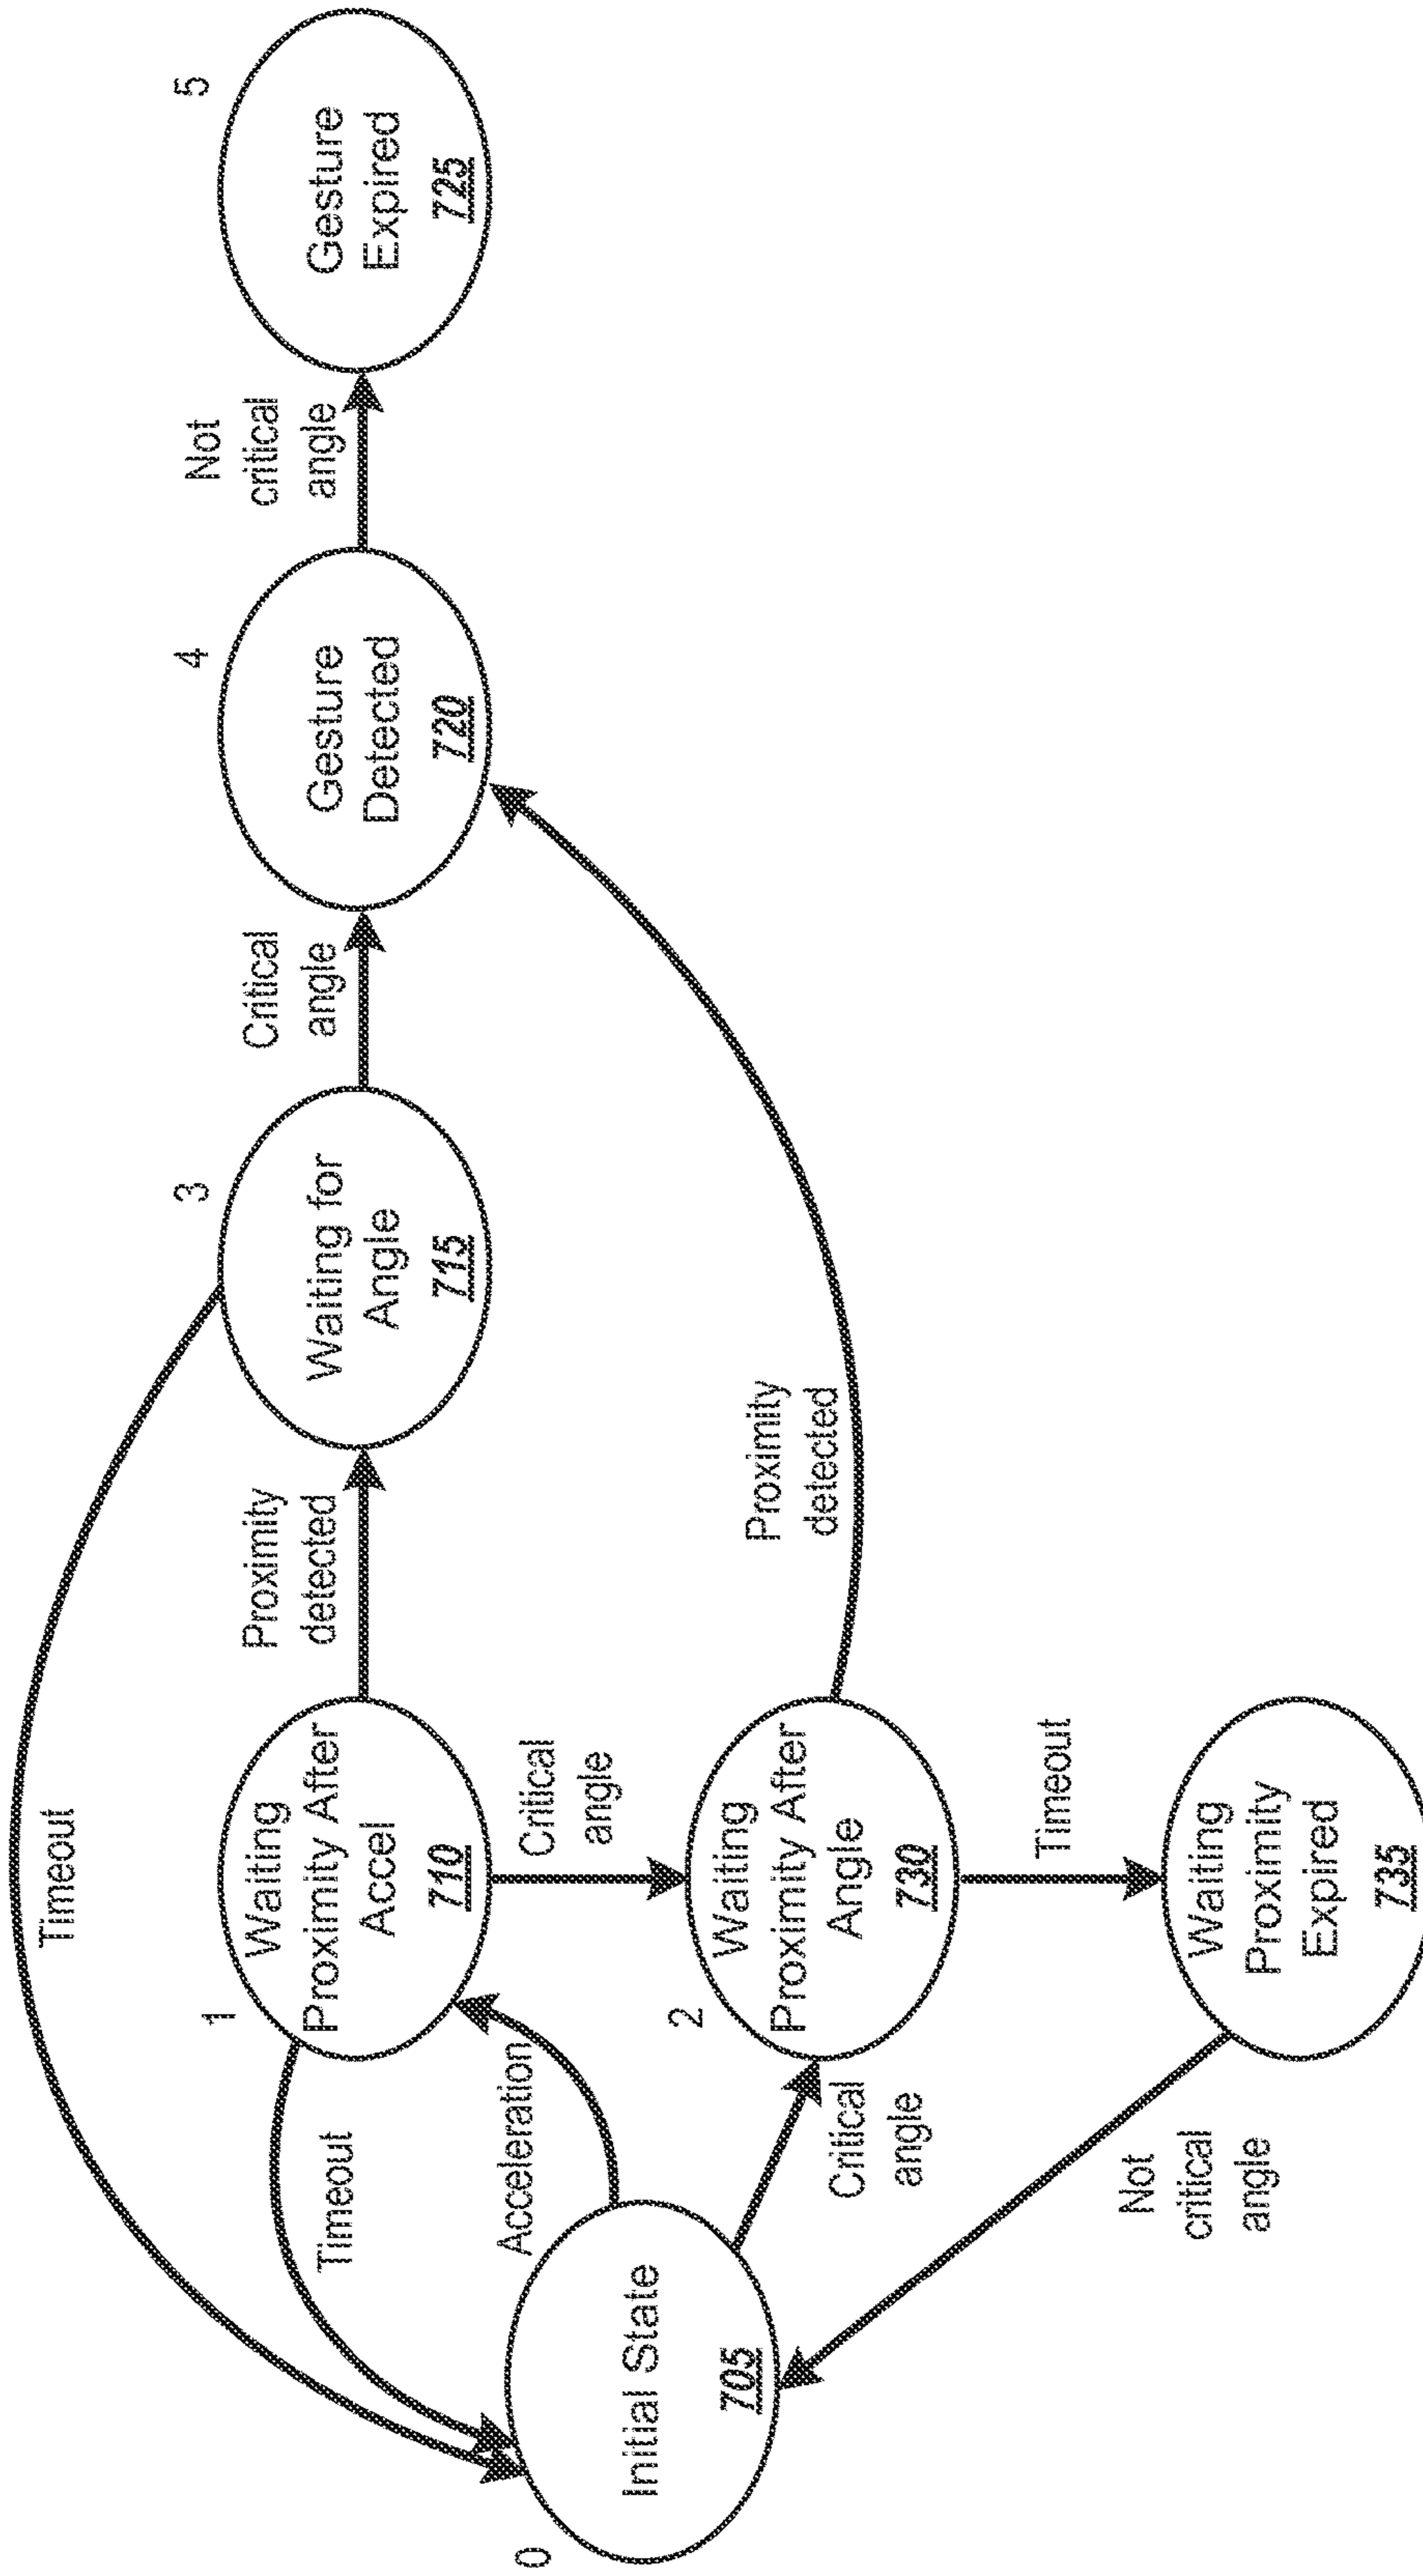 0
Initial State
705
Timeout
Timeout
Acceleration
Critical
angle
Not
critical
angle
1
Waiting
Proximity After
Accel
710
Critical
angle
2
Waiting
Proximity After
Angle
730
Timeout
Waiting
Proximity
Expired
735
Proximity
detected
Proximity
detected
3
Waiting for
Angle
715
Critical
angle
4
Gesture
Detected
720
Not
critical
angle
5
Gesture
Expired
725